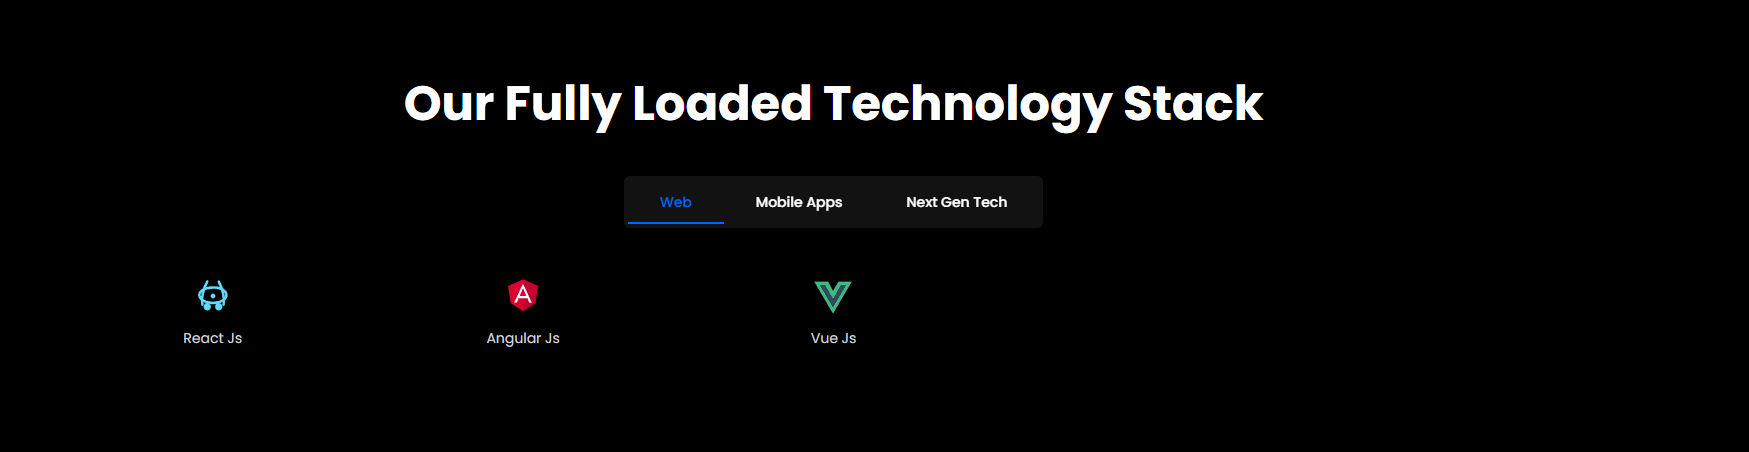 Our Fully Loaded Technology Stack
Web Mobile Apps Next Gen Tech
React Js Angular Js Vue Js